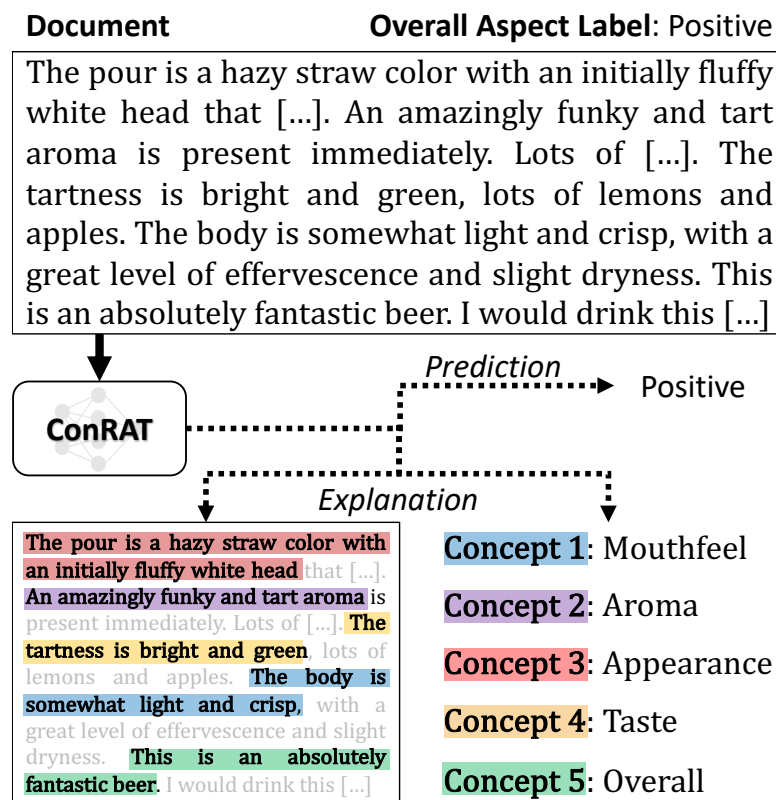 Document Overall Aspect Label: Positive
The pour is a hazy straw color with an initially fluffy
white head that [...]. An amazingly funky and tart
aroma is present immediately. Lots of [...]. The
tartness is bright and green, lots of lemons and
apples. The body is somewhat light and crisp, with a
great level of effervescence and slight dryness. This
is an absolutely fantastic beer. I would drink this [...]
Prediction
Positive
ConRAT
Explanation
The pour is a hazy straw color with
an initially fluffy white head that [...].
An amazingly funky and tart aroma is
present immediately. Lots of [...]. The
tartness is bright and green, lots of
lemons and apples. The body is
somewhat light and crisp, with a
great level of effervescence and slight
dryness. This is an absolutely
fantastic beer. I would drink this [...]
Concept 1: Mouthfeel
Concept 2: Aroma
Concept 3: Appearance
Concept 4: Taste
Concept 5: Overall